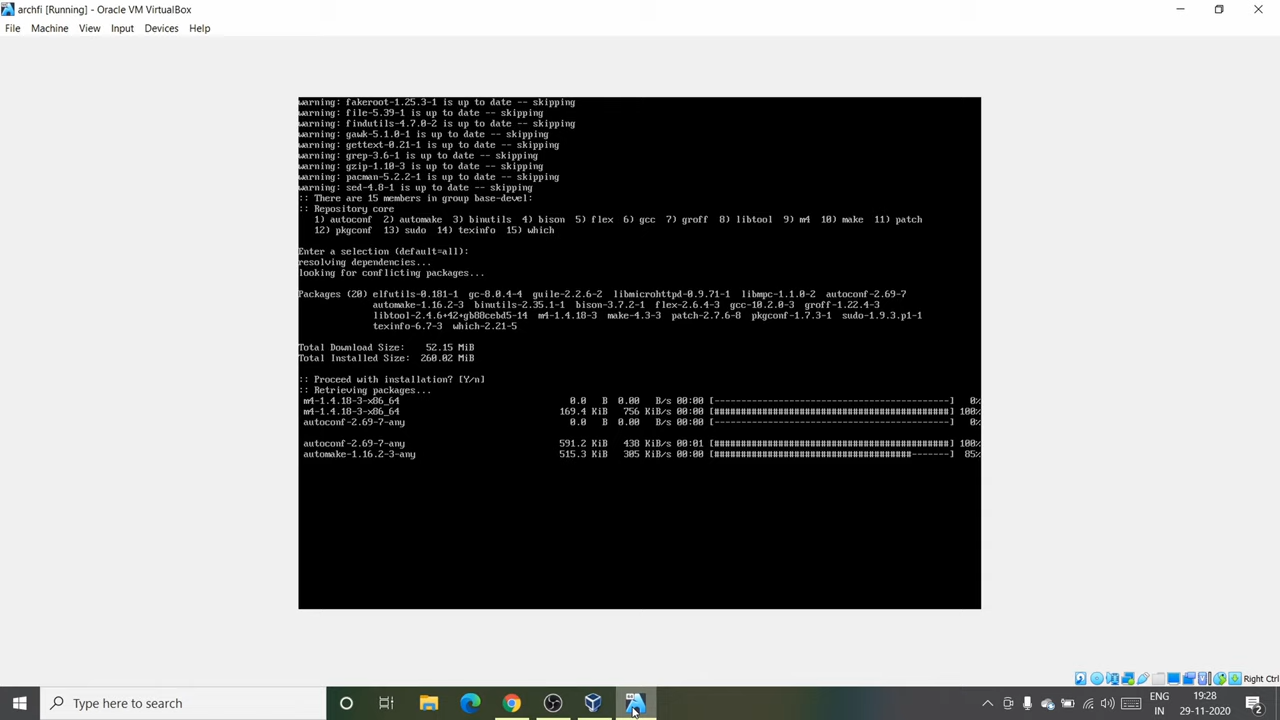 archfi [Running] - Oracle VM VirtualBox
File Machine View Input Devices Help
warning: fakeroot-1.25.3-1 is up to date -- skipping
warning: file-5.39-1 is up to date -- skipping
warning: findutils-4.7.0-2 is up to date -- skipping
warning: gawk-5.1.0-1 is up to date -- skipping
warning: gettext-0.21-1 is up to date -- skipping
warning: grep-3.6-1 is up to date -- skipping
warning: gzip-1.10-3 is up to date -- skipping
warning: pacman-5.2.2-1 is up to date -- skipping
warning: sed-4.8-1 is up to date -- skipping
:: There are 15 members in group base-devel:
:: Repository core
1) autoconf 2) automake 3) binutils 4) bison 5) flex 6) gcc 7) groff 8) libtool 9) m4 10) make 11) patch
12) pkgconf 13) sudo 14) texinfo 15) which
Enter a selection (default=all):
resolving dependencies...
looking for conflicting packages...
Packages (20) elfutils-0.181-1 gc-8.0.4-4 guile-2.2.6-2 libmicrohttpd-0.9.71-1 libmpc-1.1.0-2 autoconf-2.69-7
automake-1.16.2-3 binutils-2.35.1-1 bison-3.7.2-1 flex-2.6.4-3 gcc-10.2.0-3 groff-1.22.4-3
libtool-2.4.6+42+gb88cebd5-14 m4-1.4.18-3 make-4.3-3 patch-2.7.6-8 pkgconf-1.7.3-1 sudo-1.9.3.p1-1
texinfo-6.7-3 which-2.21-5
Total Download Size: 52.15 MiB
Total Installed Size: 260.02 MiB
:: Proceed with installation? [Y/n]
:: Retrieving packages...
m4-1.4.18-3-x86_64 0.0 B 0.00 B/s 00:00 [--------------------------------------------] 0%
m4-1.4.18-3-x86_64 169.4 KiB 756 KiB/s 00:00 [############################################] 100%
autoconf-2.69-7-any 0.0 B 0.00 B/s 00:00 [--------------------------------------------] 0%
autoconf-2.69-7-any 591.2 KiB 438 KiB/s 00:01 [############################################] 100%
automake-1.16.2-3-any 515.3 KiB 305 KiB/s 00:00 [#####################################-------] 85%
Right Ctrl
Type here to search
ENG
IN
19:28
29-11-2020
2